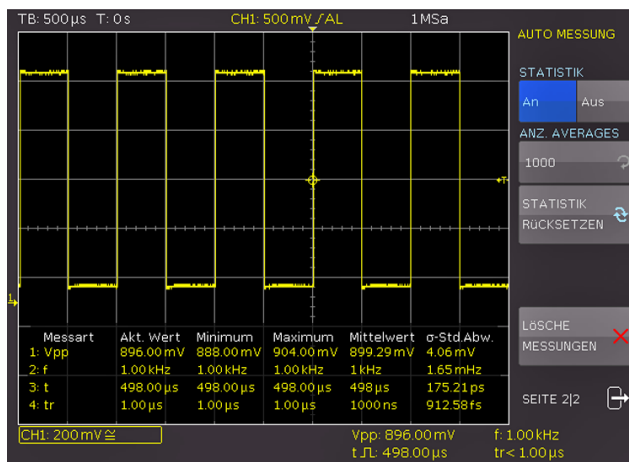 TB: 500µs T: 0s CH1: 500mV / AL 1MSa
AUTO MESSUNG
STATISTIK
An Aus
ANZ. AVERAGES
1000
STATISTIK
RÜCKSETZEN
T
1
Messart Akt. Wert Minimum Maximum Mittelwert σ-Std.Abw.
1: Vpp 896.00mV 888.00mV 904.00mV 899.29mV 4.06mV
2: f 1.00kHz 1.00kHz 1.00kHz 1kHz 1.65mHz
3: t 498.00µs 498.00µs 498.00µs 498µs 175.21ps
4: tr 1.00µs 1.00µs 1.00µs 1000ns 912.58fs
LöSCHE
MESSUNGEN
SEITE 2|2
CH1: 200mV ≅
Vpp: 896.00mV f: 1.00kHz
t: 498.00µs tr< 1.00µs